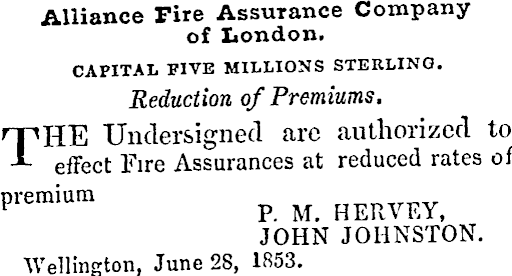 Alliance Fire Assurance Company
of London.
CAPITAL FIVE MILLIONS STERLING.
Reduction of Premiums.
THE Undersigned are authorized to
effect Fire Assurances at reduced rates of
premium
P. M. HERVEY,
JOHN JOHNSTON.
Wellington, June 28, 1853.